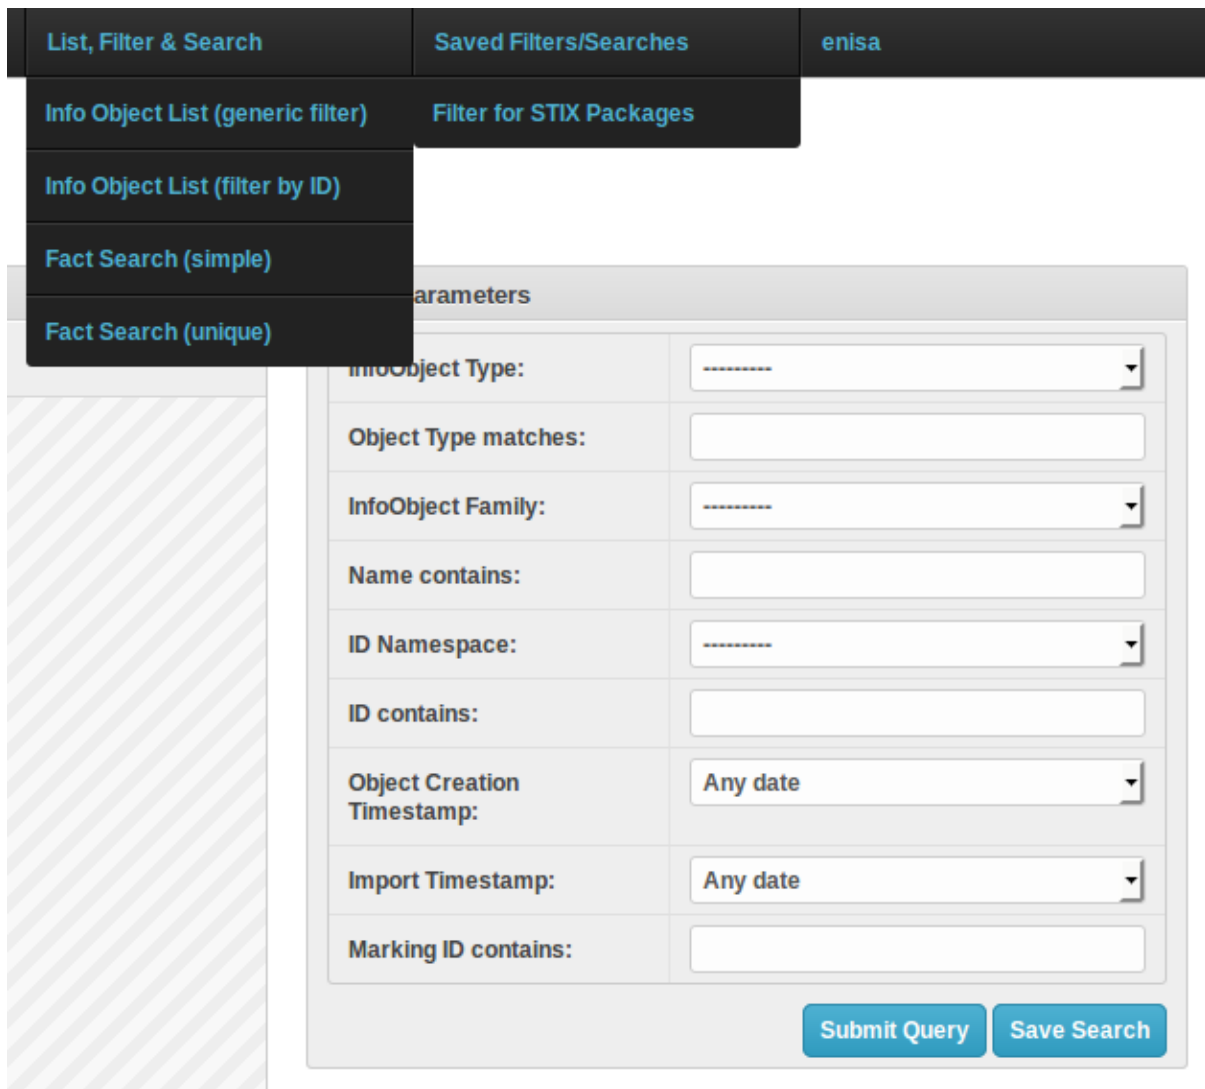 List, Filter & Search
Saved Filters/Searches
enisa
Info Object List (generic filter)
Filter for STIX Packages
Info Object List (filter by ID)
Fact Search (simple)
Fact Search (unique)
arameters
InfoObject Type:
---------
Object Type matches:
InfoObject Family:
---------
Name contains:
ID Namespace:
---------
ID contains:
Object Creation
Timestamp:
Any date
Import Timestamp:
Any date
Marking ID contains:
Submit Query
Save Search